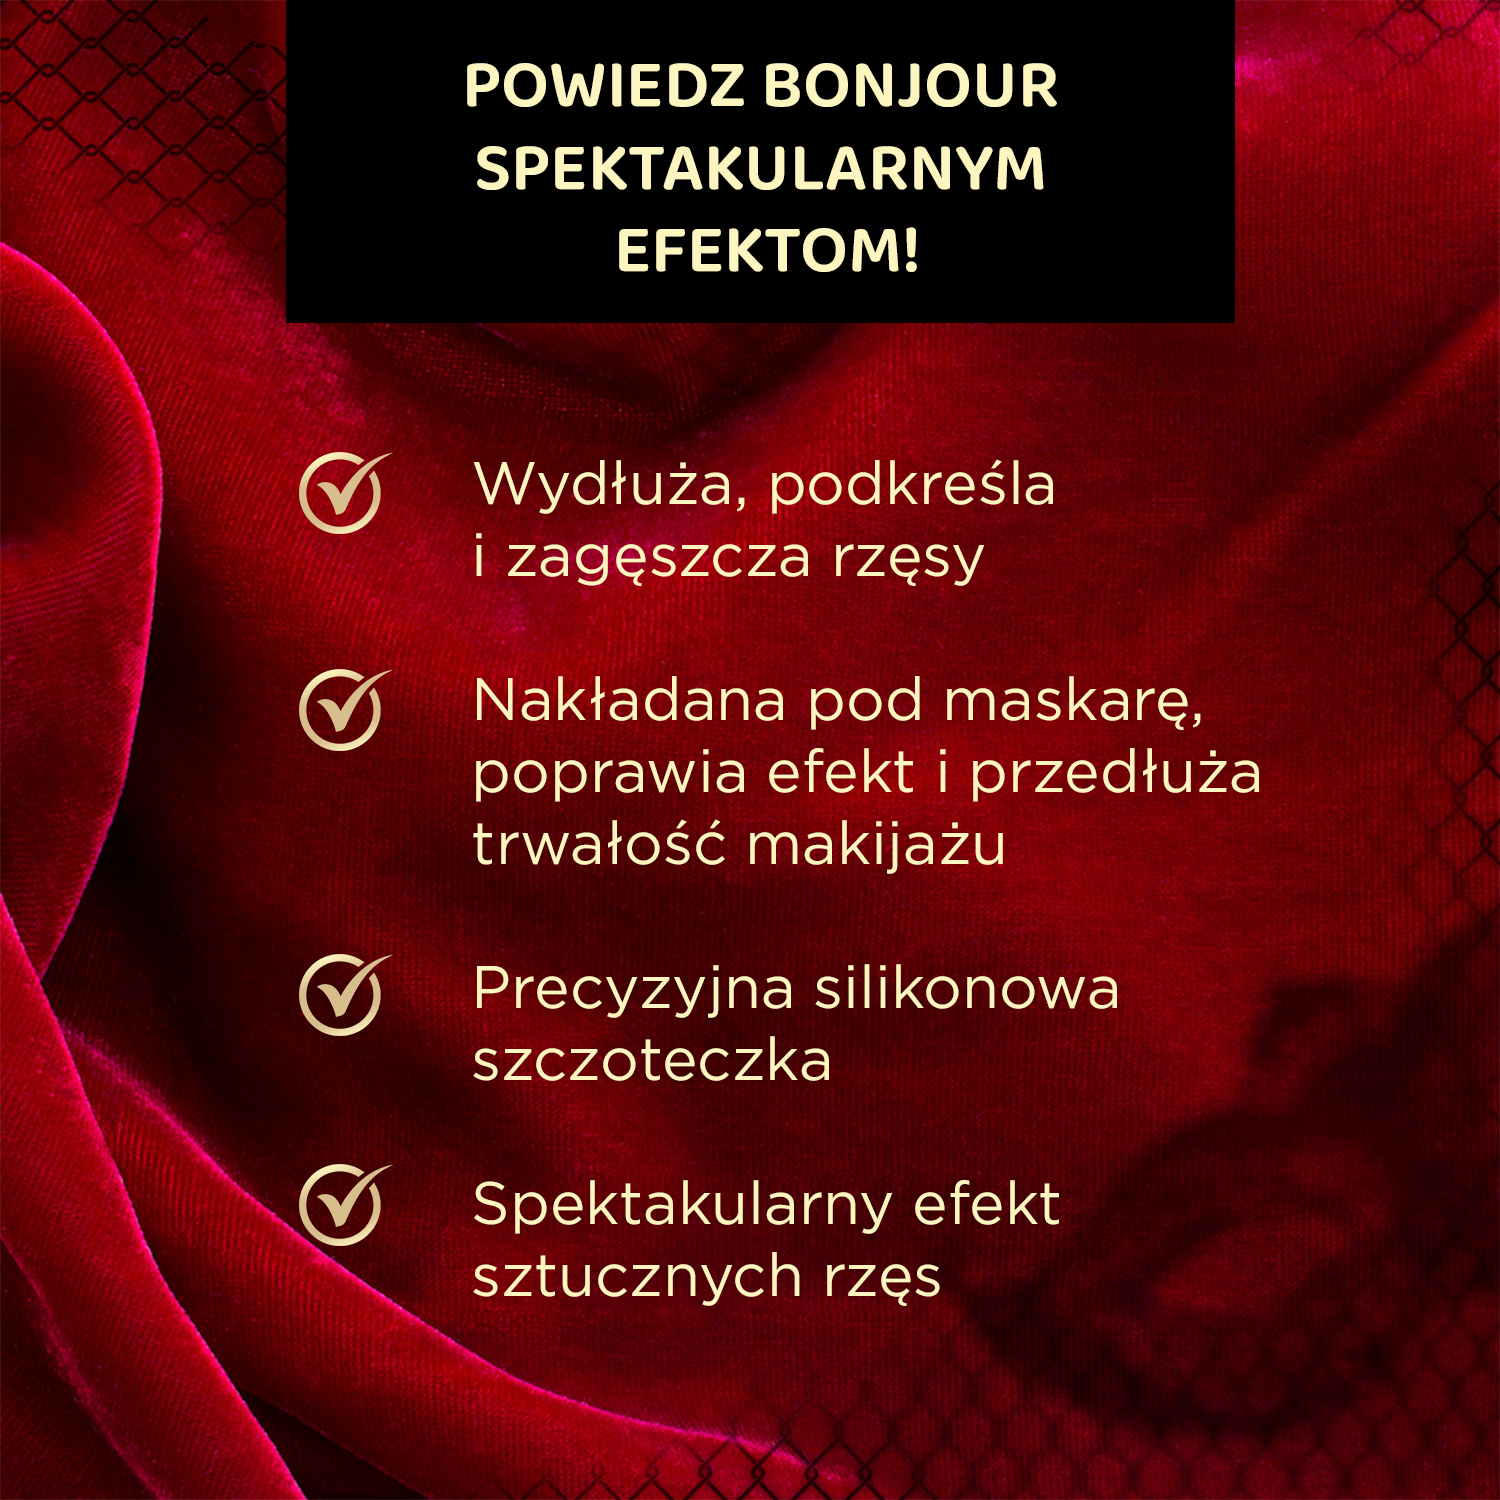 POWIEDZ BONJOUR
SPEKTAKULARNYM
EFEKTOM!
Wydłuża, podkreśla
i zagęszcza rzęsy
Nakładana pod maskarę,
poprawia efekt i przedłuża
trwałość makijażu
Precyzyjna silikonowa
szczoteczka
Spektakularny efekt
sztucznych rzęs